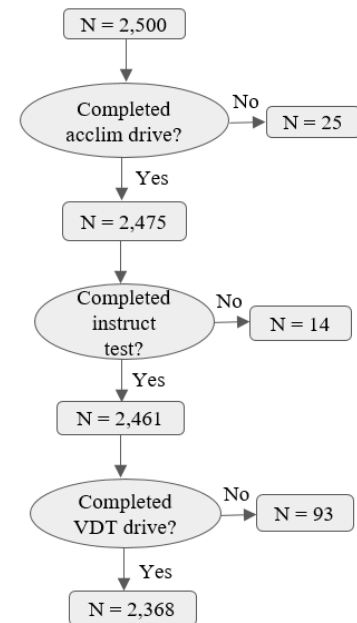 N = 2,500
Completed
acclim drive?
No
N = 25
Yes
N = 2,475
Completed
instruct
test?
No
N = 14
Yes
N = 2,461
Completed
VDT drive?
No
N = 93
Yes
N = 2,368